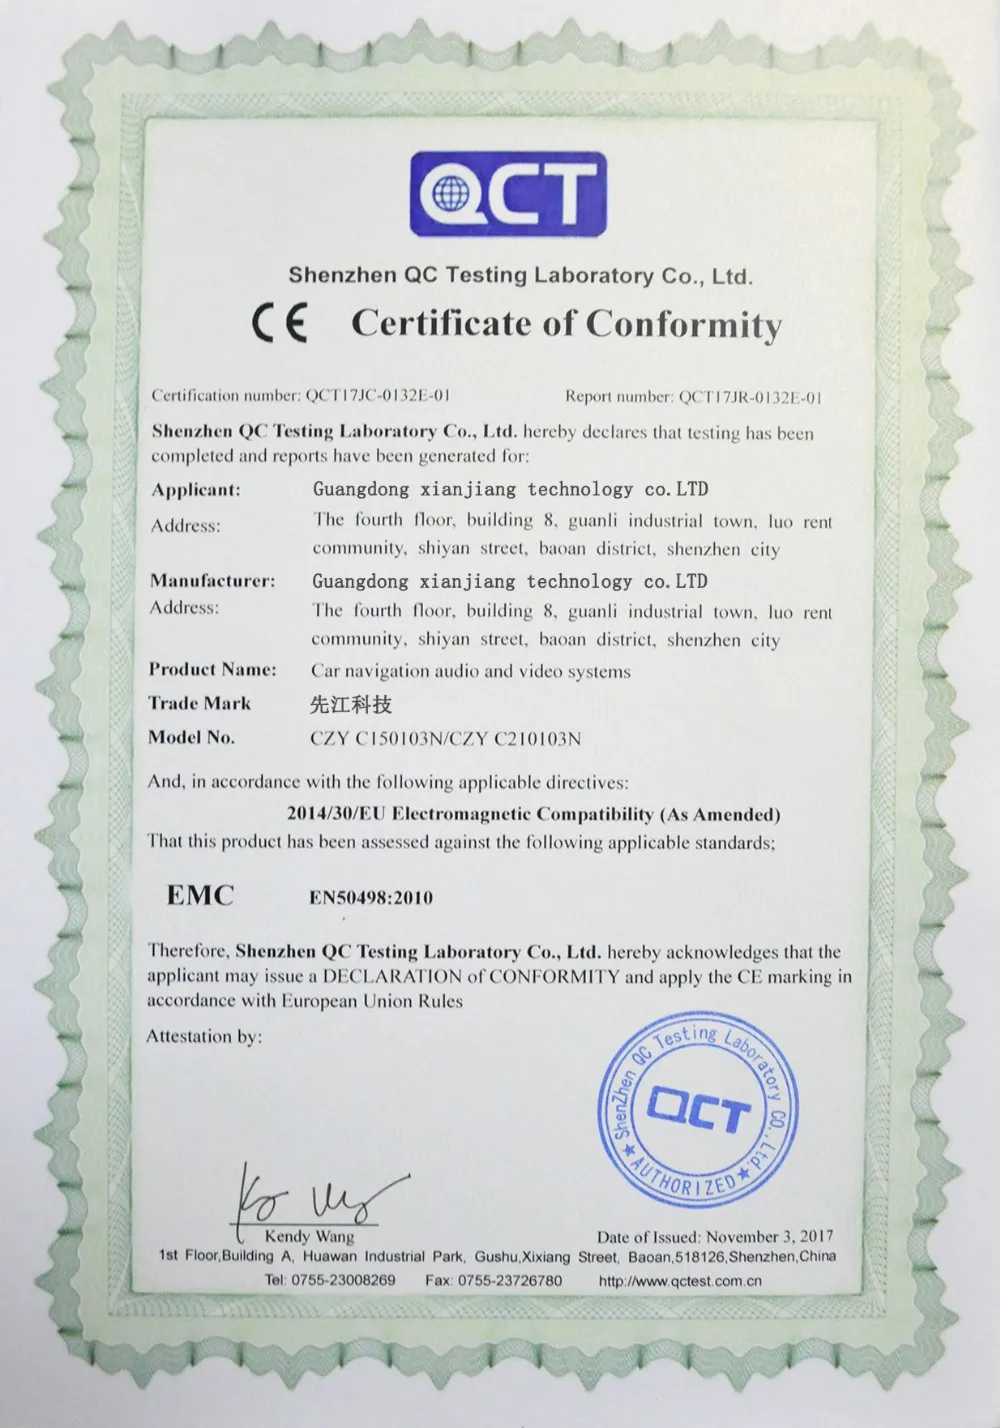 QCT
Shenzhen QC Testing Laboratory Co., Ltd.
CE Certificate of Conformity
Certification number: QCT17JC-0132E-01 Report number: QCT17JR-0132E-01
Shenzhen QC Testing Laboratory Co., Ltd. hereby declares that testing has been
completed and reports have been generated for:
Applicant: Guangdong xianjiang technology co.LTD
Address: The fourth floor, building 8, guanli industrial town, luo rent
community, shiyan street, baoan district, shenzhen city
Manufacturer: Guangdong xianjiang technology co.LTD
Address: The fourth floor, building 8, guanli industrial town, luo rent
community, shiyan street, baoan district, shenzhen city
Product Name: Car navigation audio and video systems
Trade Mark 先江科技
Model No. CZY C150103N/CZY C210103N
And, in accordance with the following applicable directives:
2014/30/EU Electromagnetic Compatibility (As Amended)
That this product has been assessed against the following applicable standards;
EMC EN50498:2010
Therefore, Shenzhen QC Testing Laboratory Co., Ltd. hereby acknowledges that the
applicant may issue a DECLARATION of CONFORMITY and apply the CE marking in
accordance with European Union Rules
Attestation by:
ShenZhen QC Testing Laboratory CO.,Ltd.
QCT
★ AUTHORIZED ★
Kendy Wang Date of Issued: November 3, 2017
1st Floor,Building A, Huawan Industrial Park, Gushu,Xixiang Street, Baoan,518126,Shenzhen,China
Tel: 0755-23008269 Fax: 0755-23726780 http://www.qctest.com.cn